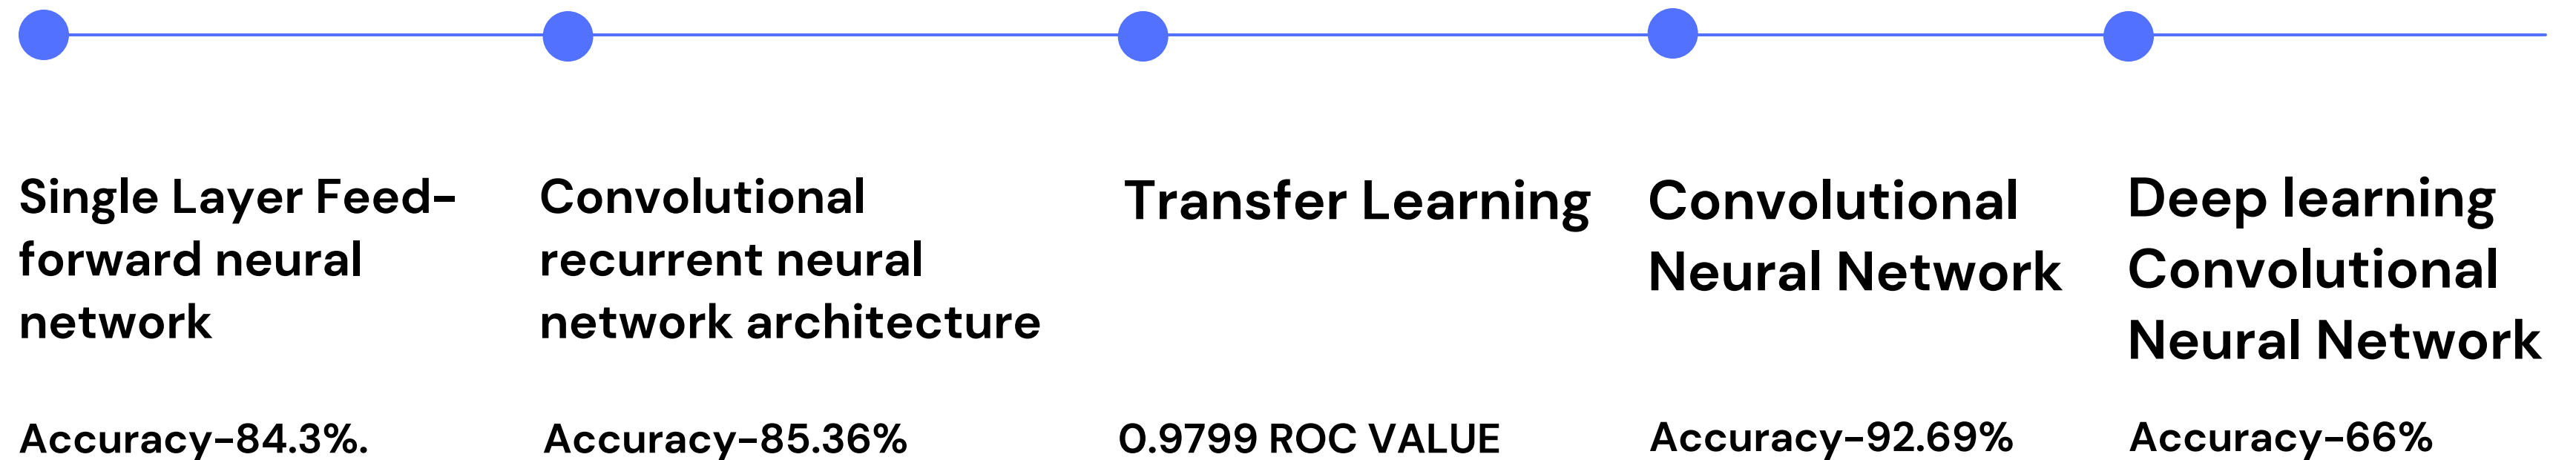 Single Layer Feed-
forward neural
network
Accuracy-84.3%.
Convolutional
recurrent neural
network architecture
Accuracy-85.36%
Transfer Learning
0.9799 ROC VALUE
Convolutional
Neural Network
Accuracy-92.69%
Deep learning
Convolutional
Neural Network
Accuracy-66%